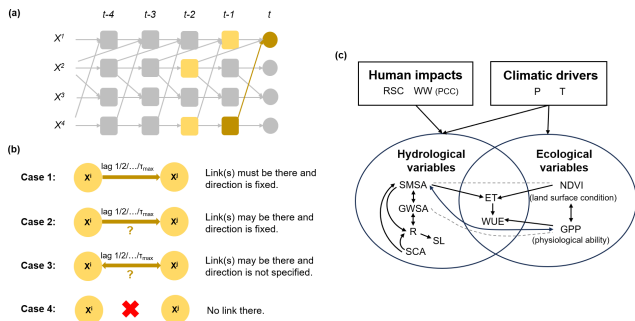 (a)
t-4 t-3 t-2 t-1 t
X¹
X²
X³
X⁴
(b)
Case 1: Xⁱ lag 1/2/…/τmax Xʲ Link(s) must be there and
direction is fixed.
Case 2: Xⁱ lag 1/2/…/τmax ? Xʲ Link(s) may be there and
direction is fixed.
Case 3: Xⁱ lag 1/2/…/τmax ? Xʲ Link(s) may be there and
direction is not specified.
Case 4: Xⁱ Xʲ No link there.
(c)
Human impacts
RSC WW (PCC)
Climatic drivers
P T
Hydrological
variables
Ecological
variables
SMSA
GWSA
R
SL
SCA
ET
WUE
NDVI
(land surface condition)
GPP
(physiological ability)